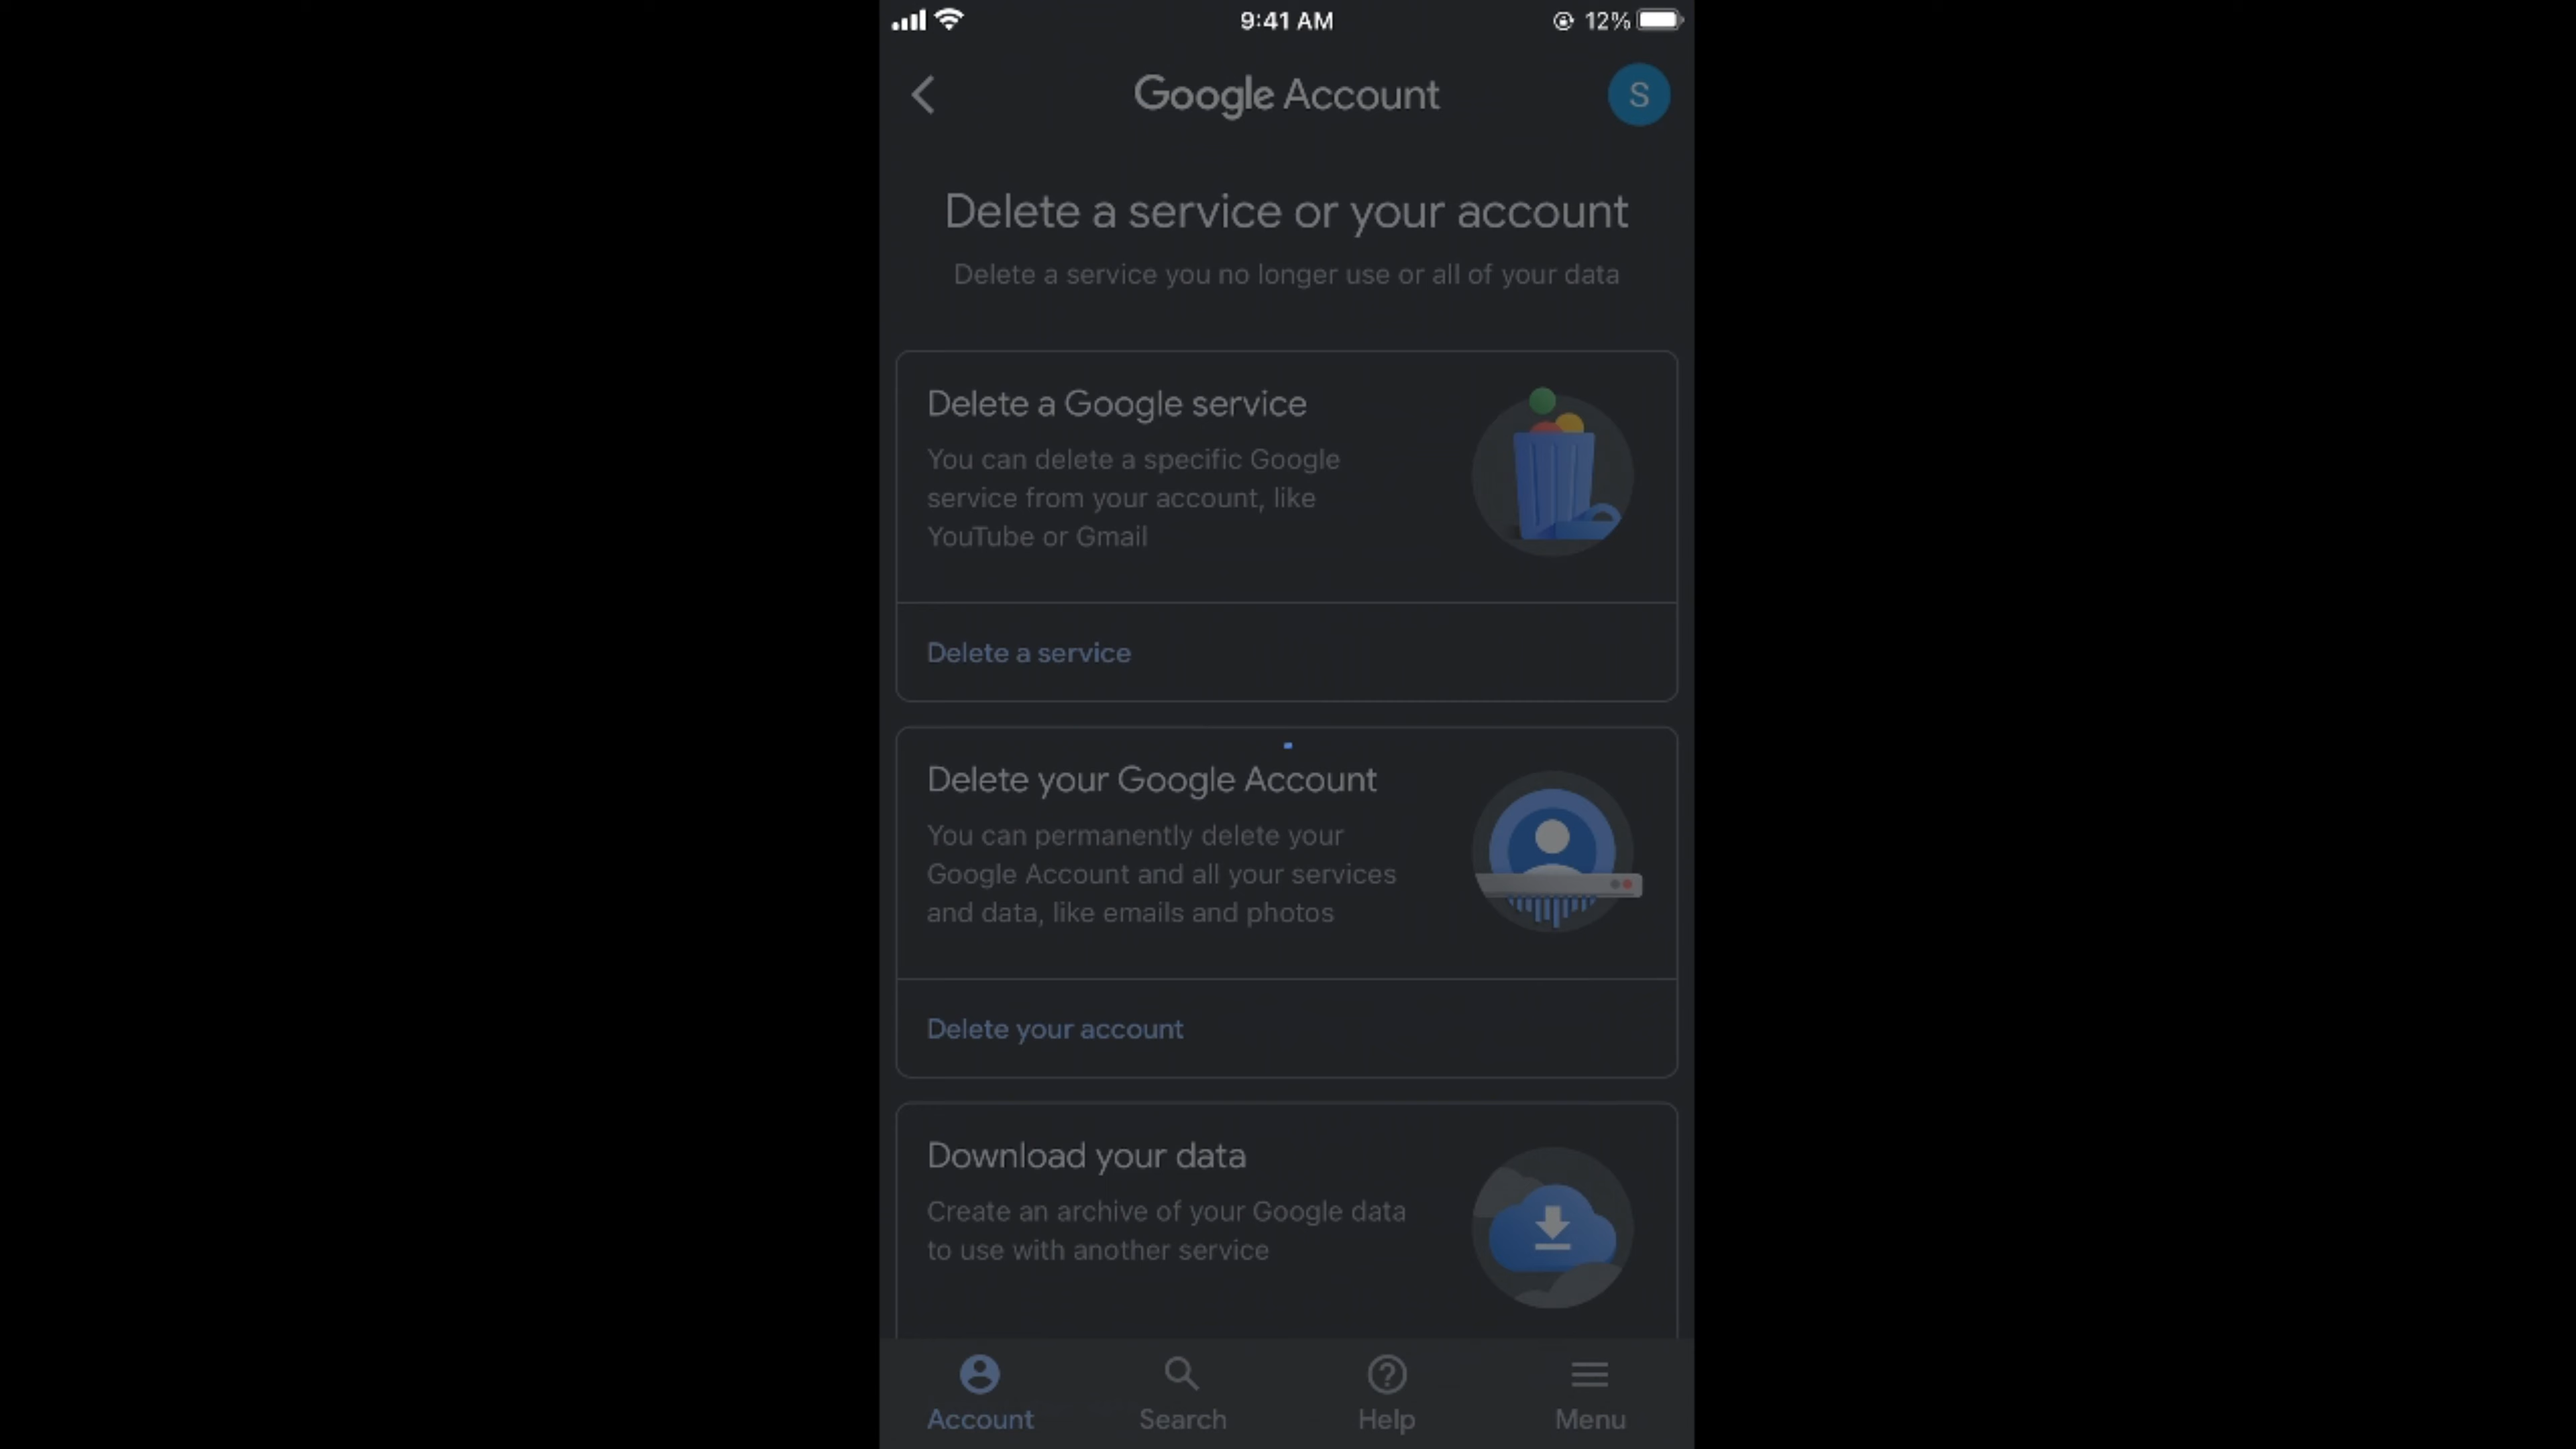 9:41 AM
12%
Google Account
S
Delete a service or your account
Delete a service you no longer use or all of your data
Delete a Google service
You can delete a specific Google
service from your account, like
YouTube or Gmail
Delete a service
Delete your Google Account
You can permanently delete your
Google Account and all your services
and data, like emails and photos
Delete your account
Download your data
Create an archive of your Google data
to use with another service
Account
Search
Help
Menu